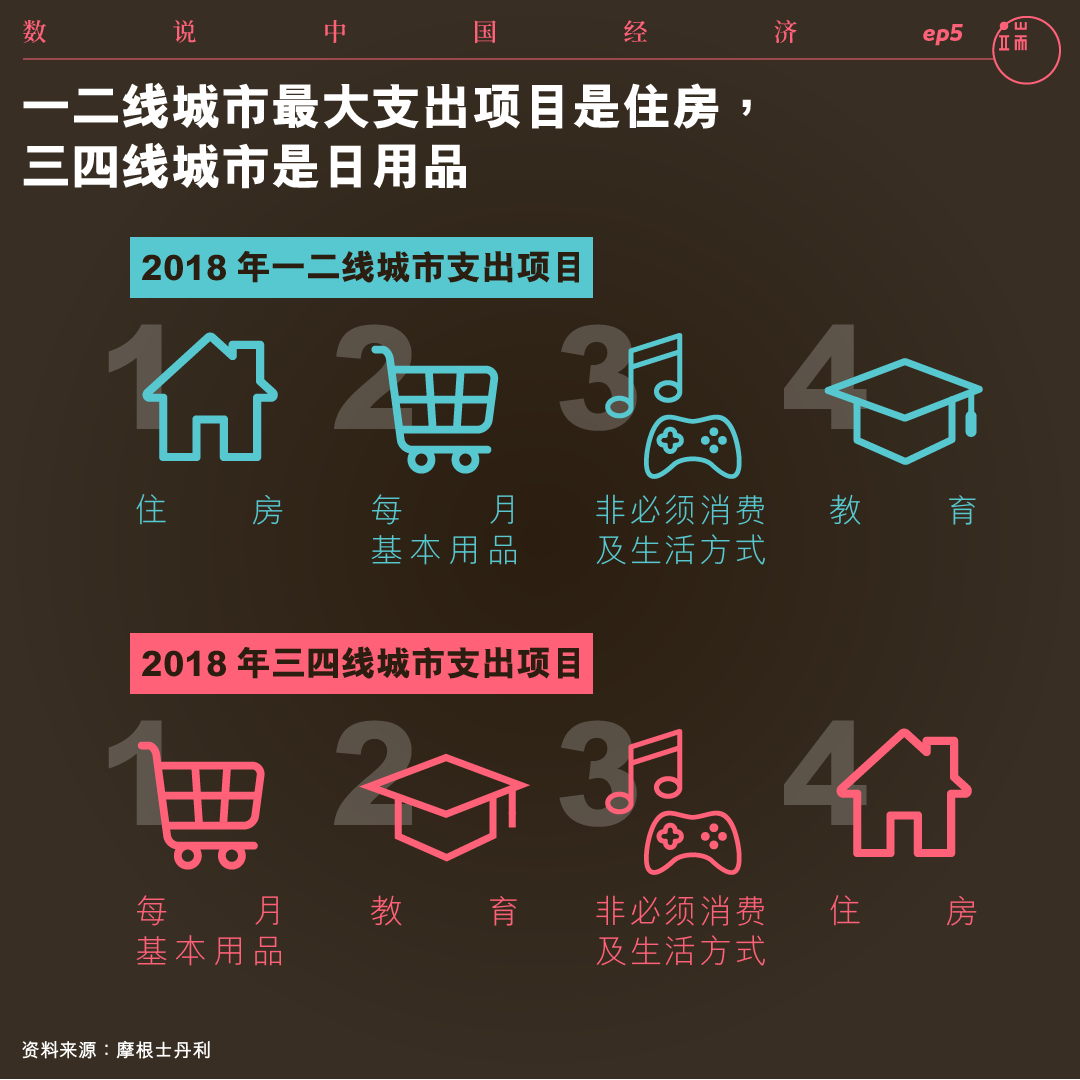 数说中国经济 ep5 端
一二线城市最大支出项目是住房，
三四线城市是日用品
2018 年一二线城市支出项目
1 2 3 4
住房 每月 非必须消费 教育
基本用品 及生活方式
2018 年三四线城市支出项目
1 2 3 4
每月 教育 非必须消费 住房
基本用品 及生活方式
资料来源：摩根士丹利